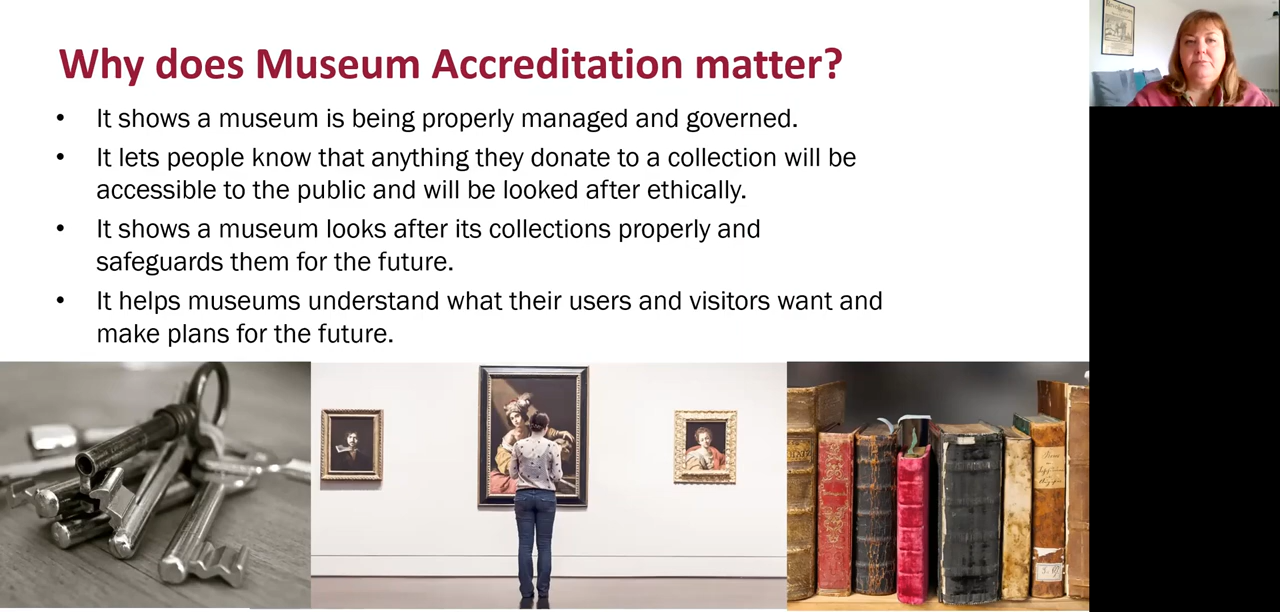 Why does Museum Accreditation matter?
• It shows a museum is being properly managed and governed.
• It lets people know that anything they donate to a collection will be
accessible to the public and will be looked after ethically.
• It shows a museum looks after its collections properly and
safeguards them for the future.
• It helps museums understand what their users and visitors want and
make plans for the future.